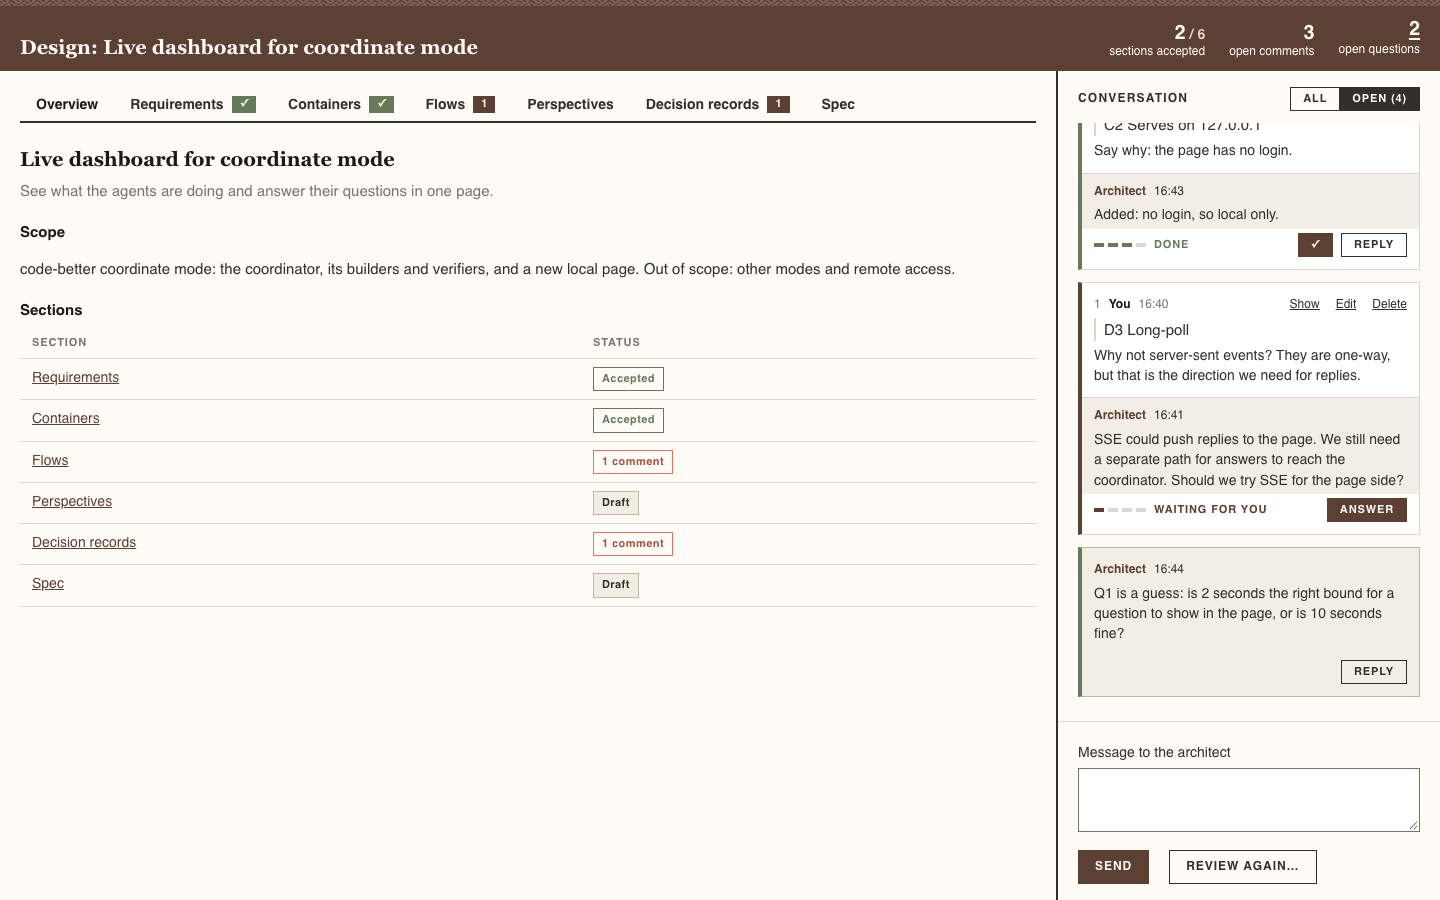 Design: Live dashboard for coordinate mode
2 / 6
sections accepted
3
open comments
2
open questions
Overview
Requirements ✓
Containers ✓
Flows 1
Perspectives
Decision records 1
Spec
Live dashboard for coordinate mode
See what the agents are doing and answer their questions in one page.
Scope
code-better coordinate mode: the coordinator, its builders and verifiers, and a new local page. Out of scope: other modes and remote access.
Sections
SECTION STATUS
Requirements Accepted
Containers Accepted
Flows 1 comment
Perspectives Draft
Decision records 1 comment
Spec Draft
CONVERSATION
ALL OPEN (4)
C2 Serves on 127.0.0.1
Say why: the page has no login.
Architect 16:43
Added: no login, so local only.
DONE ✓ REPLY
1 You 16:40 Show Edit Delete
D3 Long-poll
Why not server-sent events? They are one-way,
but that is the direction we need for replies.
Architect 16:41
SSE could push replies to the page. We still need
a separate path for answers to reach the
coordinator. Should we try SSE for the page side?
WAITING FOR YOU ANSWER
Architect 16:44
Q1 is a guess: is 2 seconds the right bound for a
question to show in the page, or is 10 seconds
fine?
REPLY
Message to the architect
SEND REVIEW AGAIN...